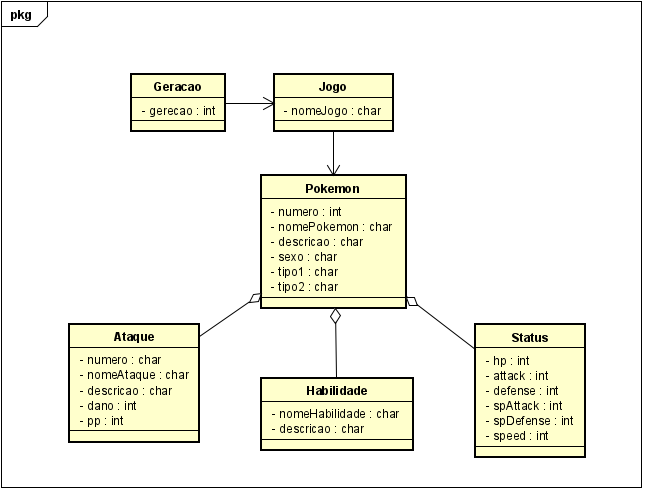 pkg
Geracao
- gerecao : int
Jogo
- nomeJogo : char
Pokemon
- numero : int
- nomePokemon : char
- descricao : char
- sexo : char
- tipo1 : char
- tipo2 : char
Ataque
- numero : char
- nomeAtaque : char
- descricao : char
- dano : int
- pp : int
Habilidade
- nomeHabilidade : char
- descricao : char
Status
- hp : int
- attack : int
- defense : int
- spAttack : int
- spDefense : int
- speed : int